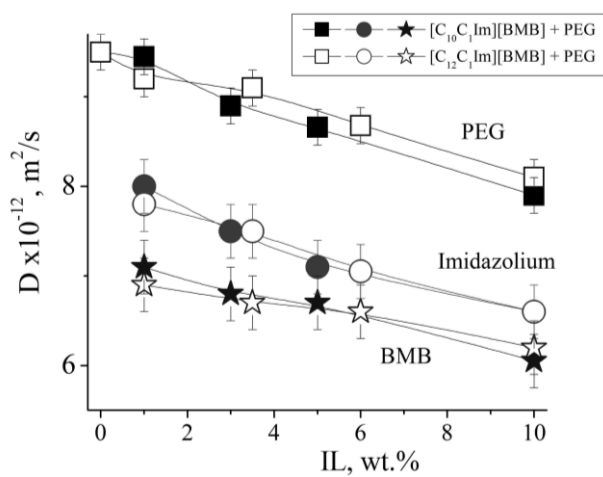 [C₁₀C₁Im][BMB] + PEG
[C₁₂C₁Im][BMB] + PEG
PEG
8
Imidazolium
BMB
6
D x10⁻¹², m²/s
0 2 4 6 8 10
IL, wt.%